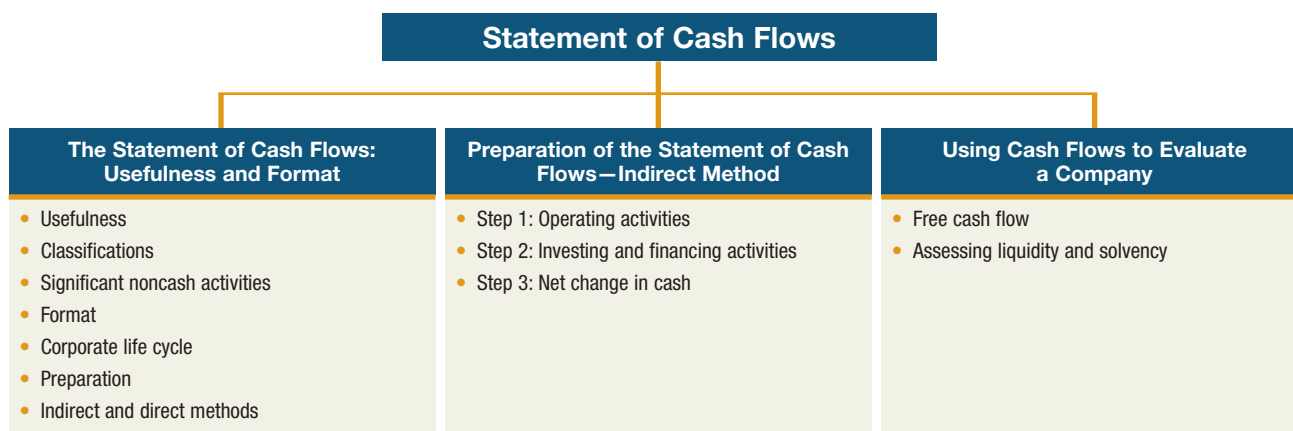 Statement of Cash Flows
The Statement of Cash Flows:
Usefulness and Format
• Usefulness
• Classifications
• Significant noncash activities
• Format
• Corporate life cycle
• Preparation
• Indirect and direct methods
Preparation of the Statement of Cash
Flows—Indirect Method
• Step 1: Operating activities
• Step 2: Investing and financing activities
• Step 3: Net change in cash
Using Cash Flows to Evaluate
a Company
• Free cash flow
• Assessing liquidity and solvency